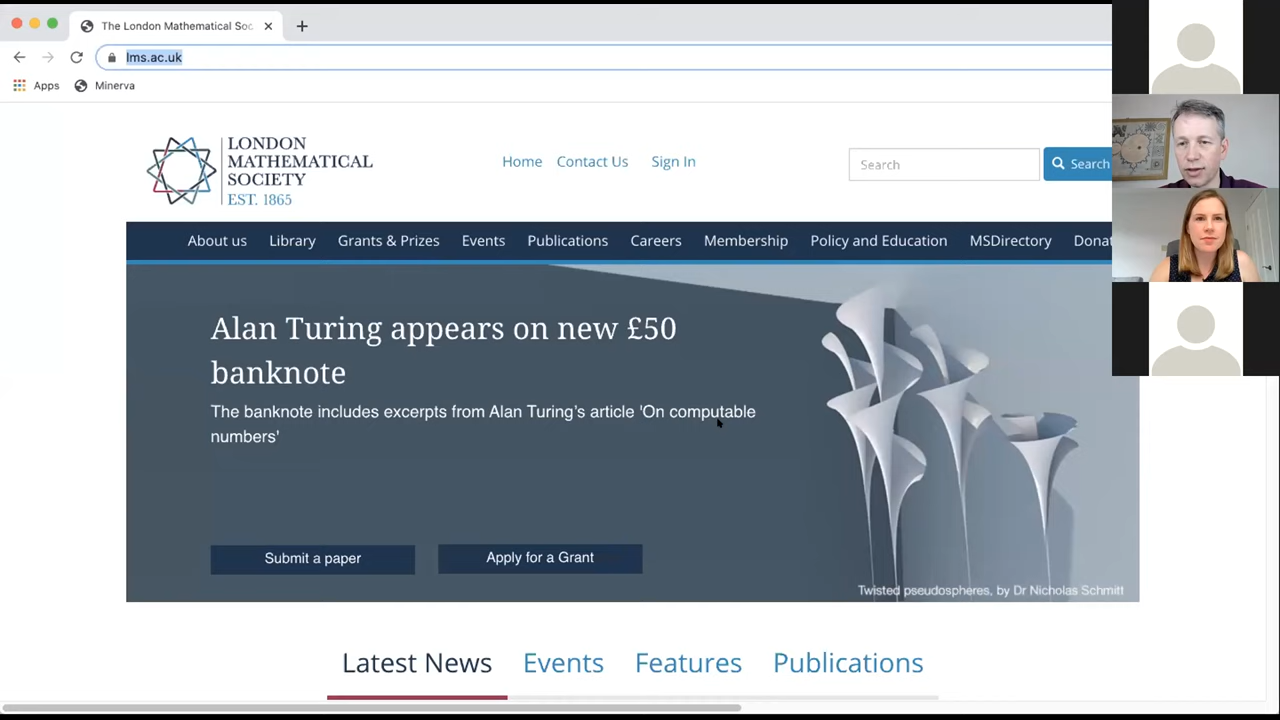 The London Mathematical Soc
lms.ac.uk
Apps
Minerva
LONDON
MATHEMATICAL
SOCIETY
EST. 1865
Home Contact Us Sign In
Search
Search
About us Library Grants & Prizes Events Publications Careers Membership Policy and Education MSDirectory Donat
Alan Turing appears on new £50
banknote
The banknote includes excerpts from Alan Turing's article 'On computable
numbers'
Submit a paper
Apply for a Grant
Twisted pseudospheres, by Dr Nicholas Schmitt
Latest News Events Features Publications